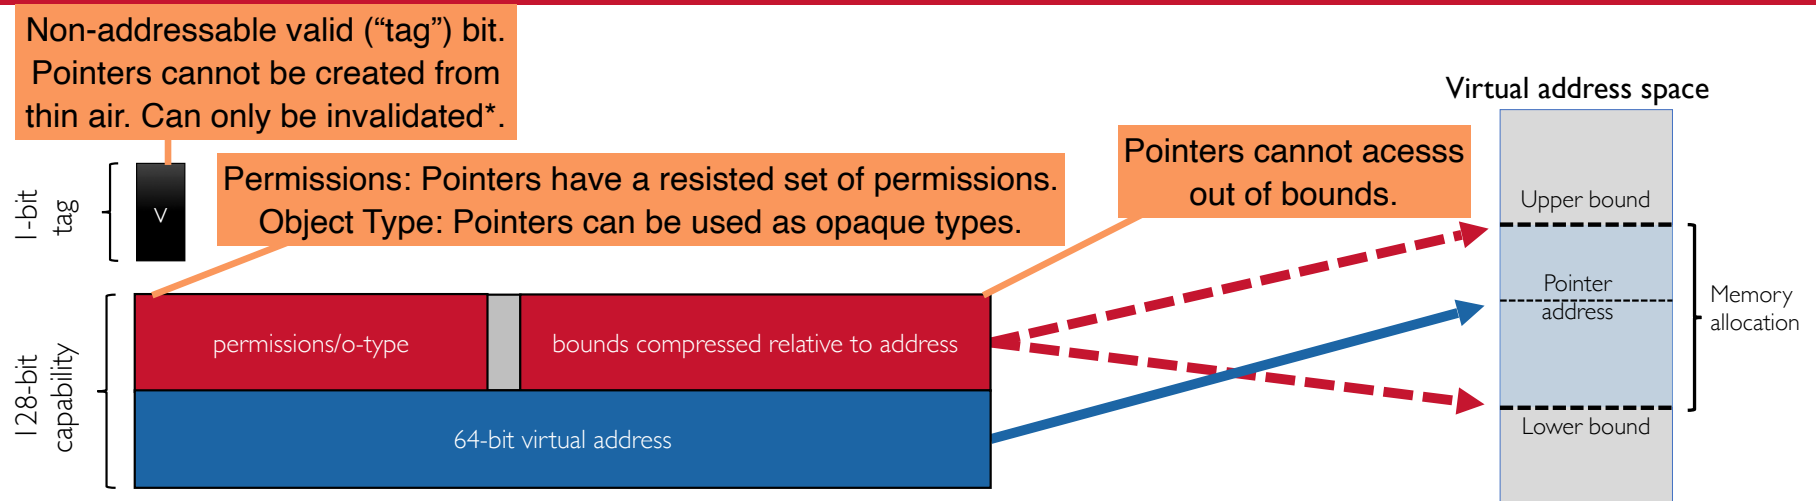 Non-addressable valid (“tag”) bit.
Pointers cannot be created from
thin air. Can only be invalidated*.
Virtual address space
Pointers cannot acesss
out of bounds.
Permissions: Pointers have a resisted set of permissions.
Object Type: Pointers can be used as opaque types.
1-bit
tag
V
Upper bound
Pointer
address
Memory
allocation
Lower bound
128-bit
capability
permissions/o-type
bounds compressed relative to address
64-bit virtual address